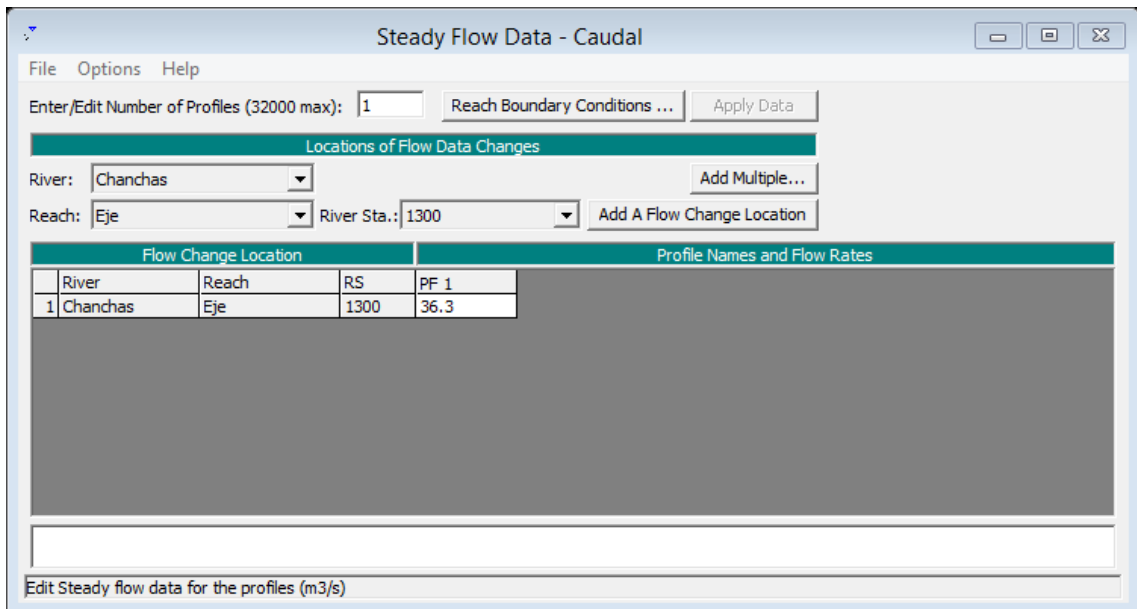 Steady Flow Data - Caudal
File Options Help
Enter/Edit Number of Profiles (32000 max): 1 Reach Boundary Conditions ... Apply Data
Locations of Flow Data Changes
River: Chanchas Add Multiple...
Reach: Eje River Sta.: 1300 Add A Flow Change Location
Flow Change Location Profile Names and Flow Rates
River Reach RS PF 1
1 Chanchas Eje 1300 36.3
Edit Steady flow data for the profiles (m3/s)